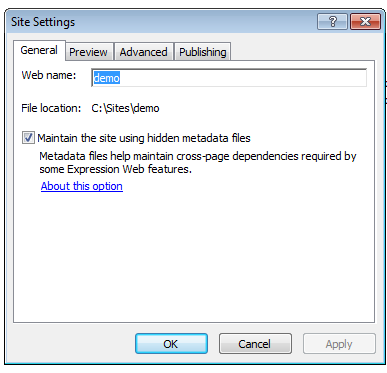 Site Settings
General Preview Advanced Publishing
Web name: demo
File location: C:\Sites\demo
Maintain the site using hidden metadata files
Metadata files help maintain cross-page dependencies required by
some Expression Web features.
About this option
OK Cancel Apply